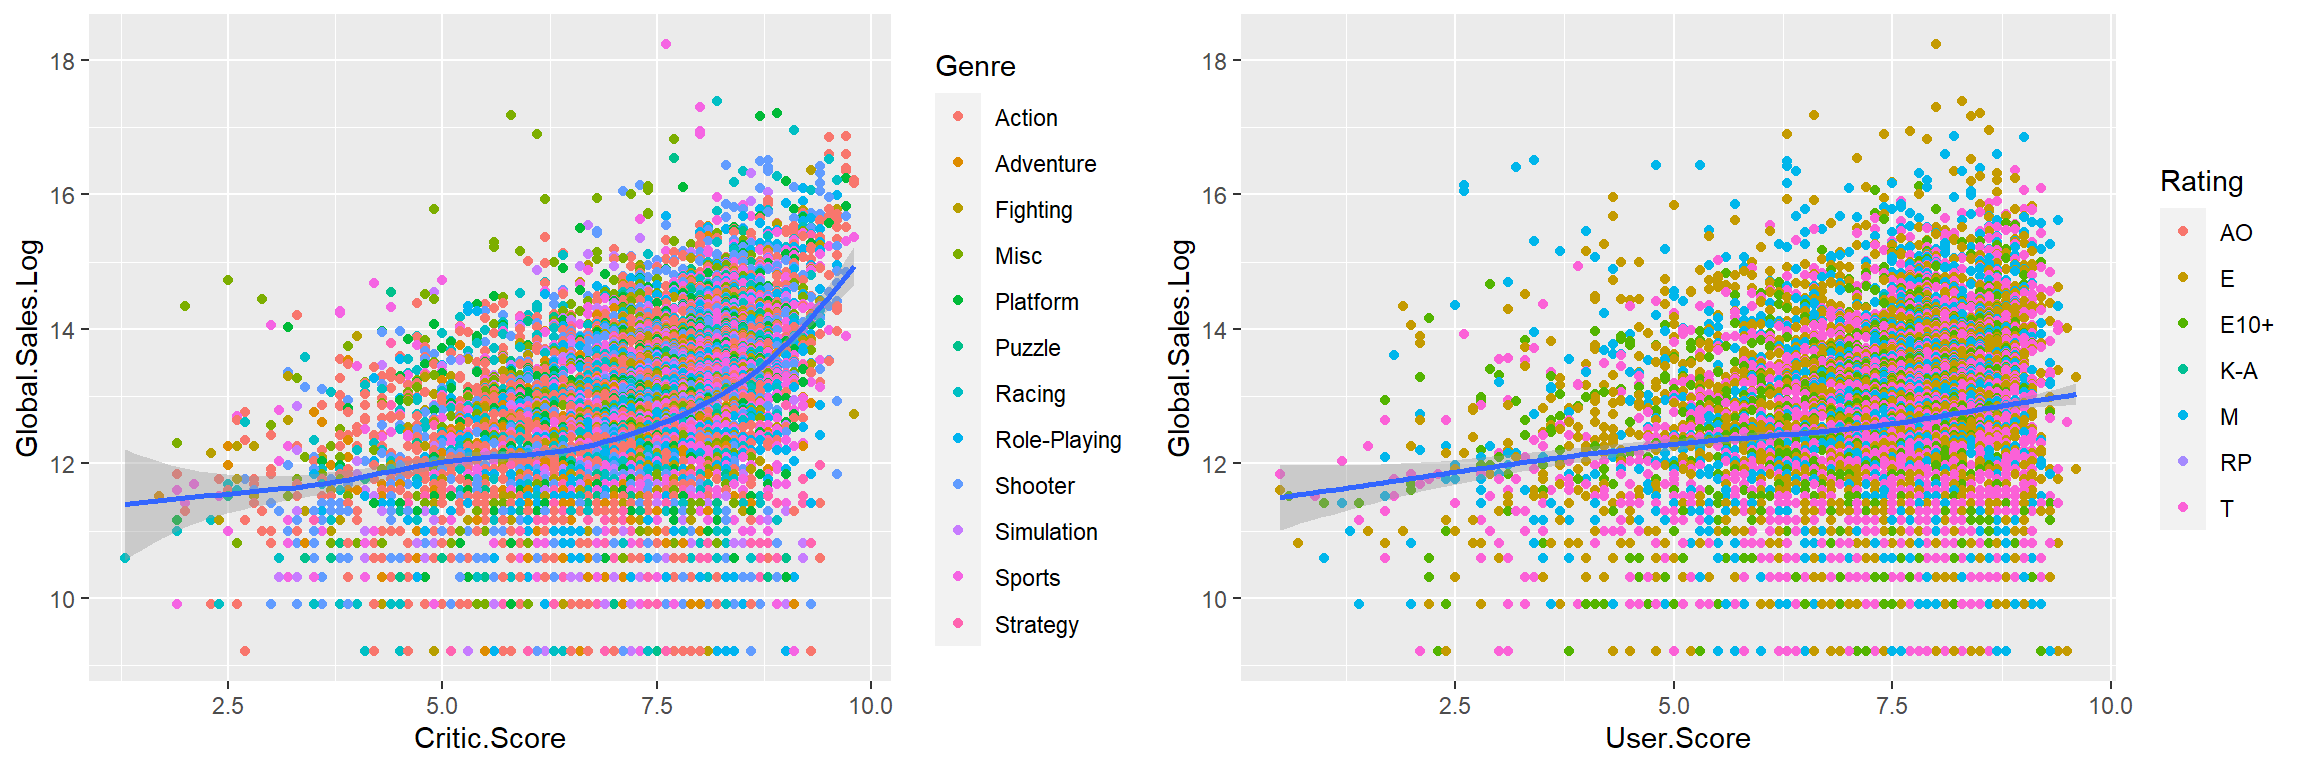 18
16
14
12
10
Global.Sales.Log
2.5
5.0
7.5
10.0
Critic.Score
Genre
Action
Adventure
Fighting
Misc
Platform
Puzzle
Racing
Role-Playing
Shooter
Simulation
Sports
Strategy
18
16
14
12
10
Global.Sales.Log
2.5
5.0
7.5
10.0
User.Score
Rating
AO
E
E10+
K-A
M
RP
T